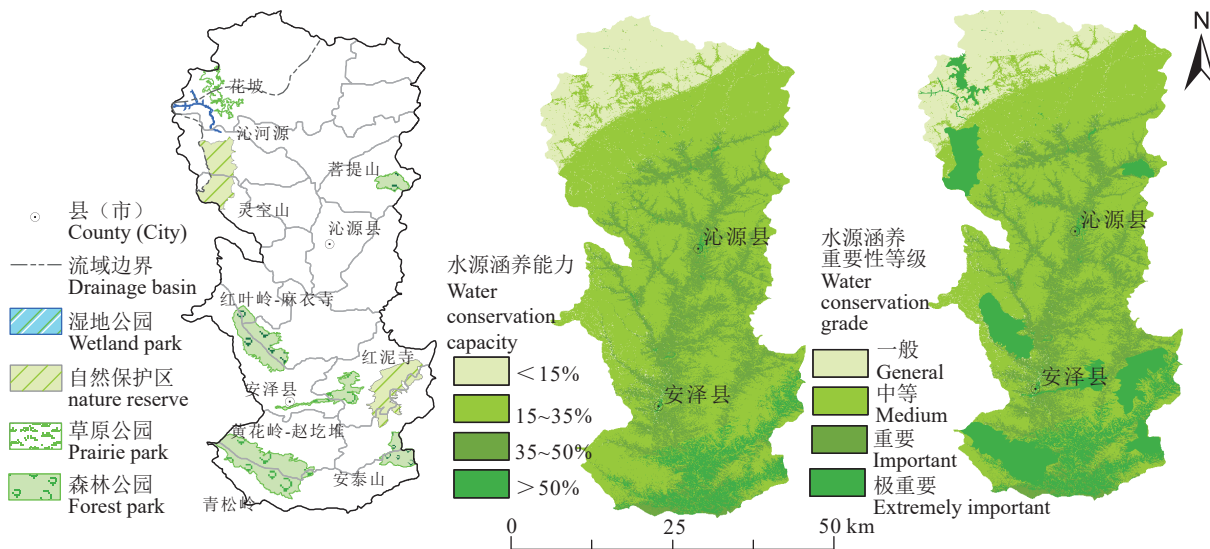 花坡
沁河源
菩提山
灵空山
沁源县
红叶岭-麻衣寺
红泥寺
安泽县
黄花岭-赵圪堆
安泰山
青松岭
县（市）
County (City)
流域边界
Drainage basin
湿地公园
Wetland park
自然保护区
nature reserve
草原公园
Prairie park
森林公园
Forest park
沁源县
安泽县
水源涵养能力
Water
conservation
capacity
＜15%
15~35%
35~50%
＞50%
0
25
50 km
N
沁源县
安泽县
水源涵养
重要性等级
Water
conservation
grade
一般
General
中等
Medium
重要
Important
极重要
Extremely important